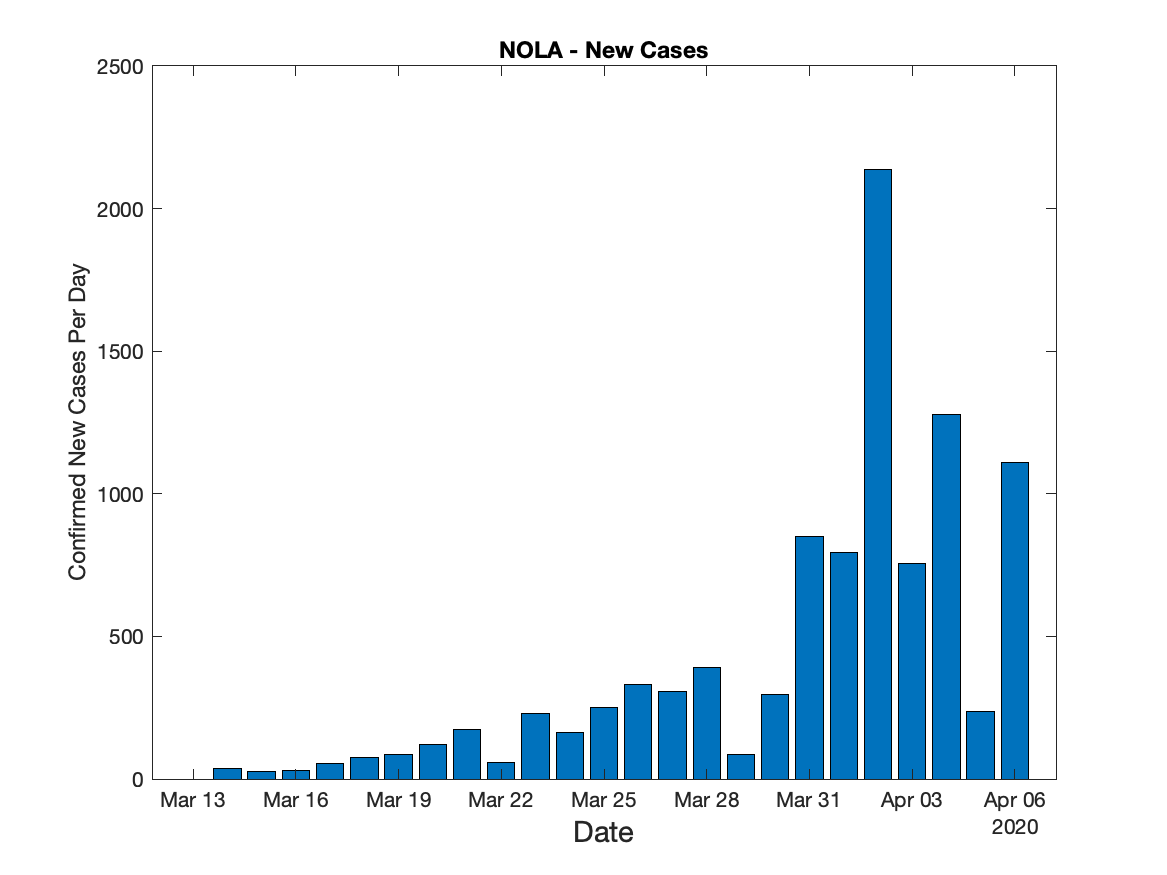 NOLA - New Cases
2500
2000
1500
1000
500
0
Confirmed New Cases Per Day
Mar 13 Mar 16 Mar 19 Mar 22 Mar 25 Mar 28 Mar 31 Apr 03 Apr 06
2020
Date